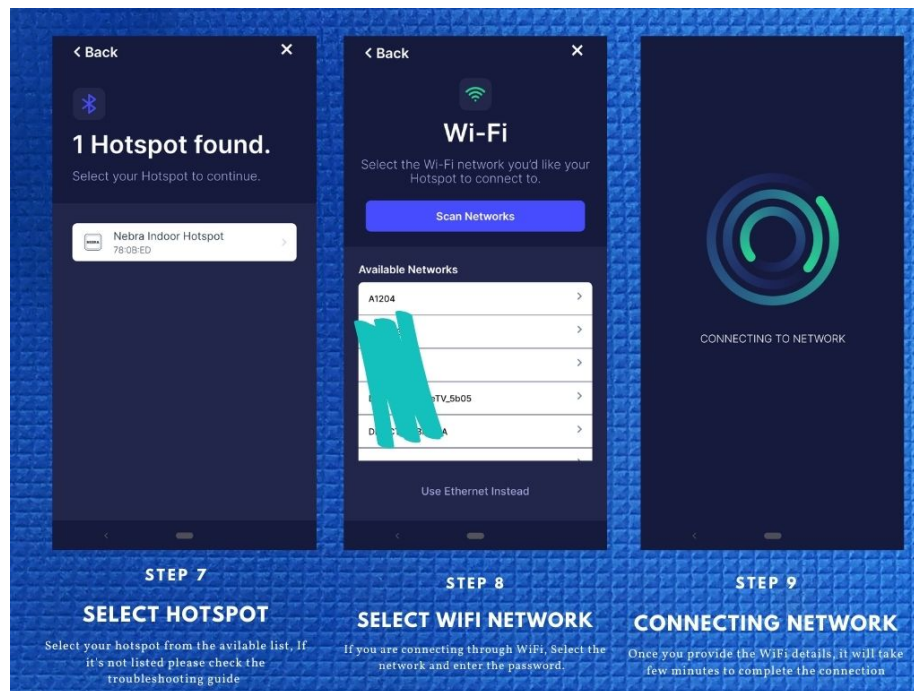 < Back
×
1 Hotspot found.
Select your Hotspot to continue.
NEBRA
Nebra Indoor Hotspot
78:0B:ED
STEP 7
SELECT HOTSPOT
Select your hotspot from the avilable list, If
it's not listed please check the
troubleshooting guide
< Back
×
Wi-Fi
Select the Wi-Fi network you'd like your
Hotspot to connect to.
Scan Networks
Available Networks
A1204
TV_5b05
Use Ethernet Instead
STEP 8
SELECT WIFI NETWORK
If you are connecting through WiFi, Select the
network and enter the password.
CONNECTING TO NETWORK
STEP 9
CONNECTING NETWORK
Once you provide the WiFi details, it will take
few minutes to complete the connection